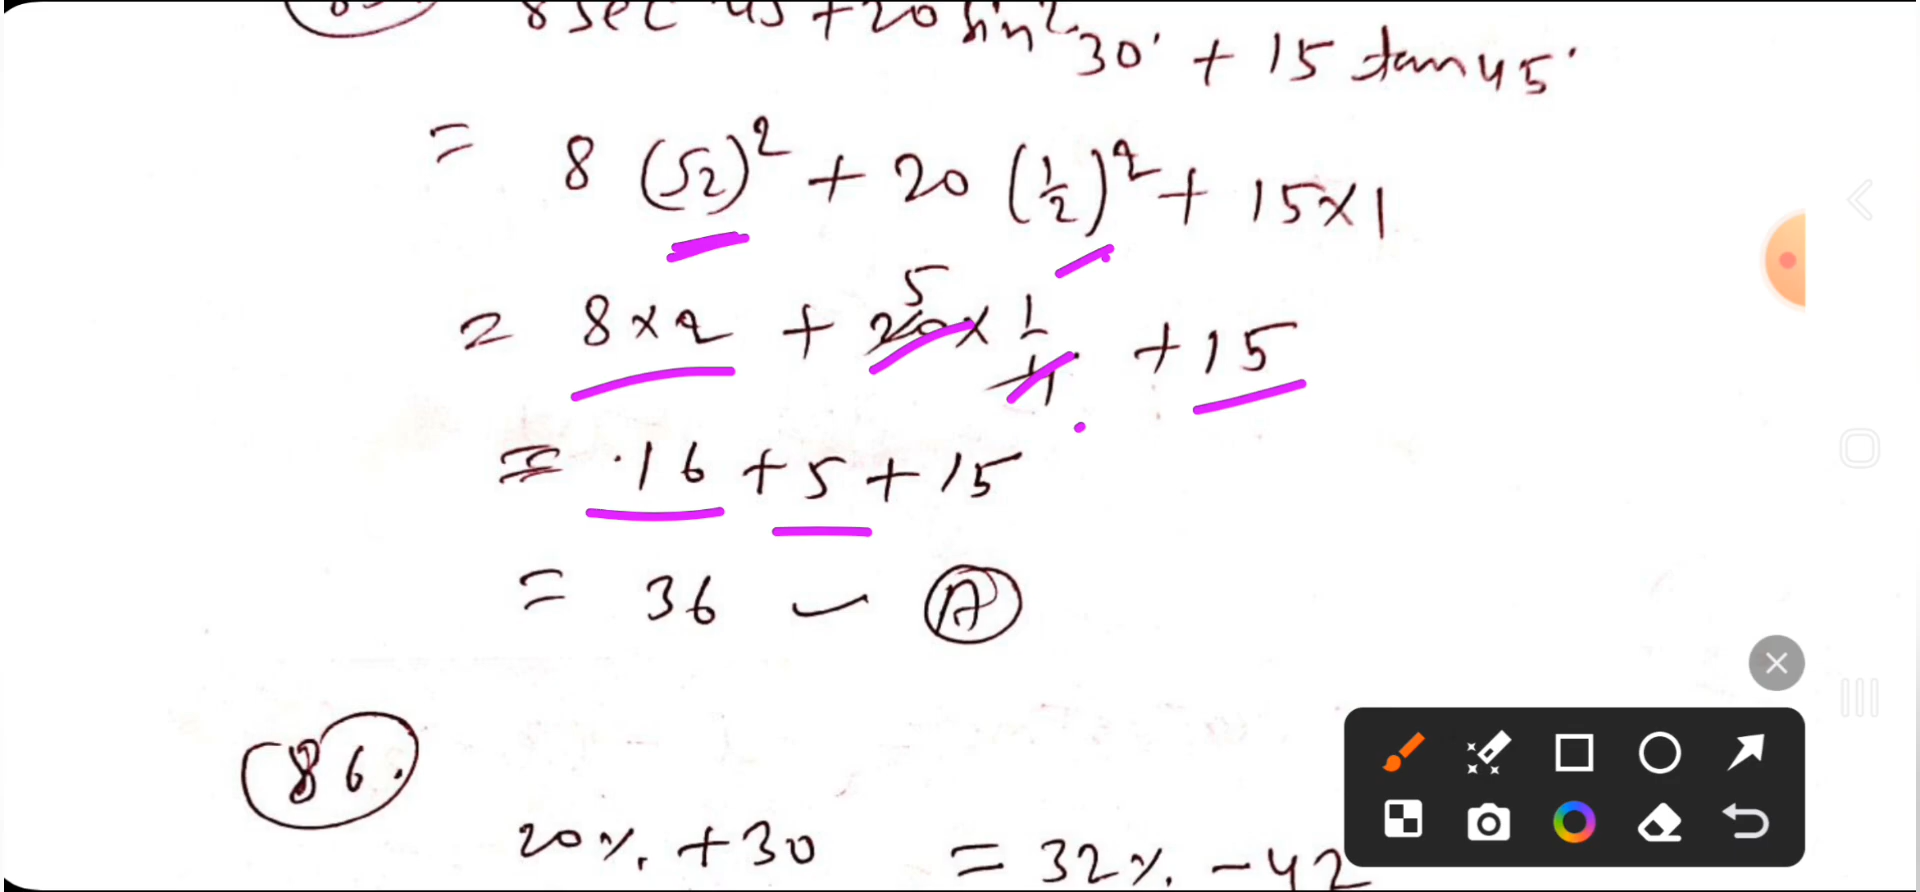 8 sec² 45 + 20 sin² 30° + 15 tan 45°
= 8 (√2)² + 20 (1/2)² + 15×1
= 8×2 + 20 5 × 1/4 + 15
= 16 + 5 + 15
= 36 — A
86.
20% + 30 = 32% - 42